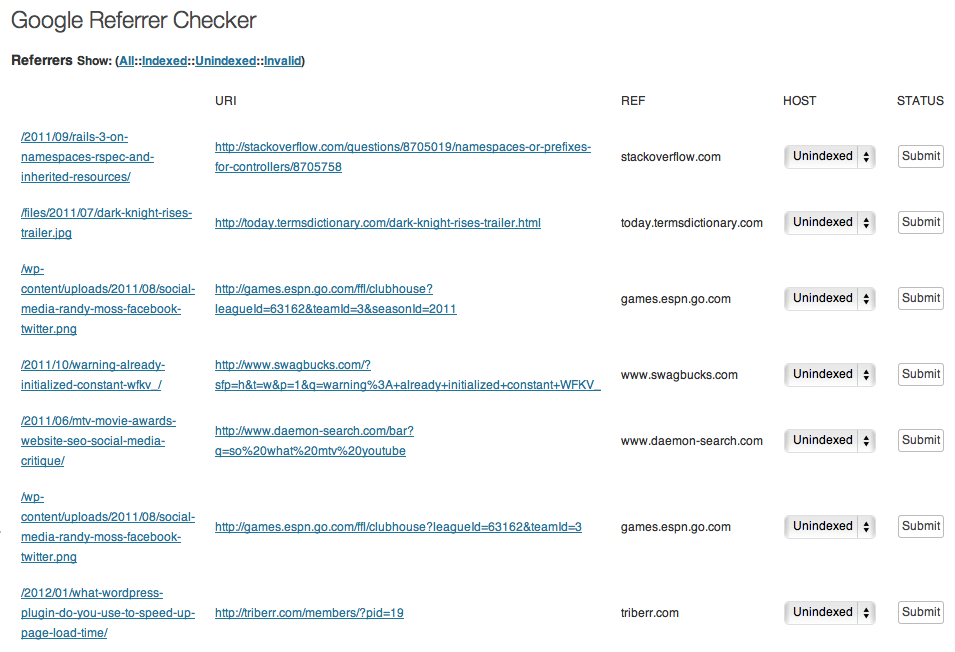 Google Referrer Checker
Referrers Show: (All::Indexed::Unindexed::Invalid)
URI REF HOST STATUS
/2011/09/rails-3-on-
namespaces-rspec-and-
inherited-resources/
http://stackoverflow.com/questions/8705019/namespaces-or-prefixes-
for-controllers/8705758
stackoverflow.com
Unindexed
Submit
/files/2011/07/dark-knight-rises-
trailer.jpg
http://today.termsdictionary.com/dark-knight-rises-trailer.html
today.termsdictionary.com
Unindexed
Submit
/wp-
content/uploads/2011/08/social-
media-randy-moss-facebook-
twitter.png
http://games.espn.go.com/ffl/clubhouse?
leagueId=63162&teamId=3&seasonId=2011
games.espn.go.com
Unindexed
Submit
/2011/10/warning-already-
initialized-constant-wfkv_/
http://www.swagbucks.com/?
sfp=h&t=w&p=1&q=warning%3A+already+initialized+constant+WFKV_
www.swagbucks.com
Unindexed
Submit
/2011/06/mtv-movie-awards-
website-seo-social-media-
critique/
http://www.daemon-search.com/bar?
q=so%20what%20mtv%20youtube
www.daemon-search.com
Unindexed
Submit
/wp-
content/uploads/2011/08/social-
media-randy-moss-facebook-
twitter.png
http://games.espn.go.com/ffl/clubhouse?leagueId=63162&teamId=3
games.espn.go.com
Unindexed
Submit
/2012/01/what-wordpress-
plugin-do-you-use-to-speed-up-
page-load-time/
http://triberr.com/members/?pid=19
triberr.com
Unindexed
Submit